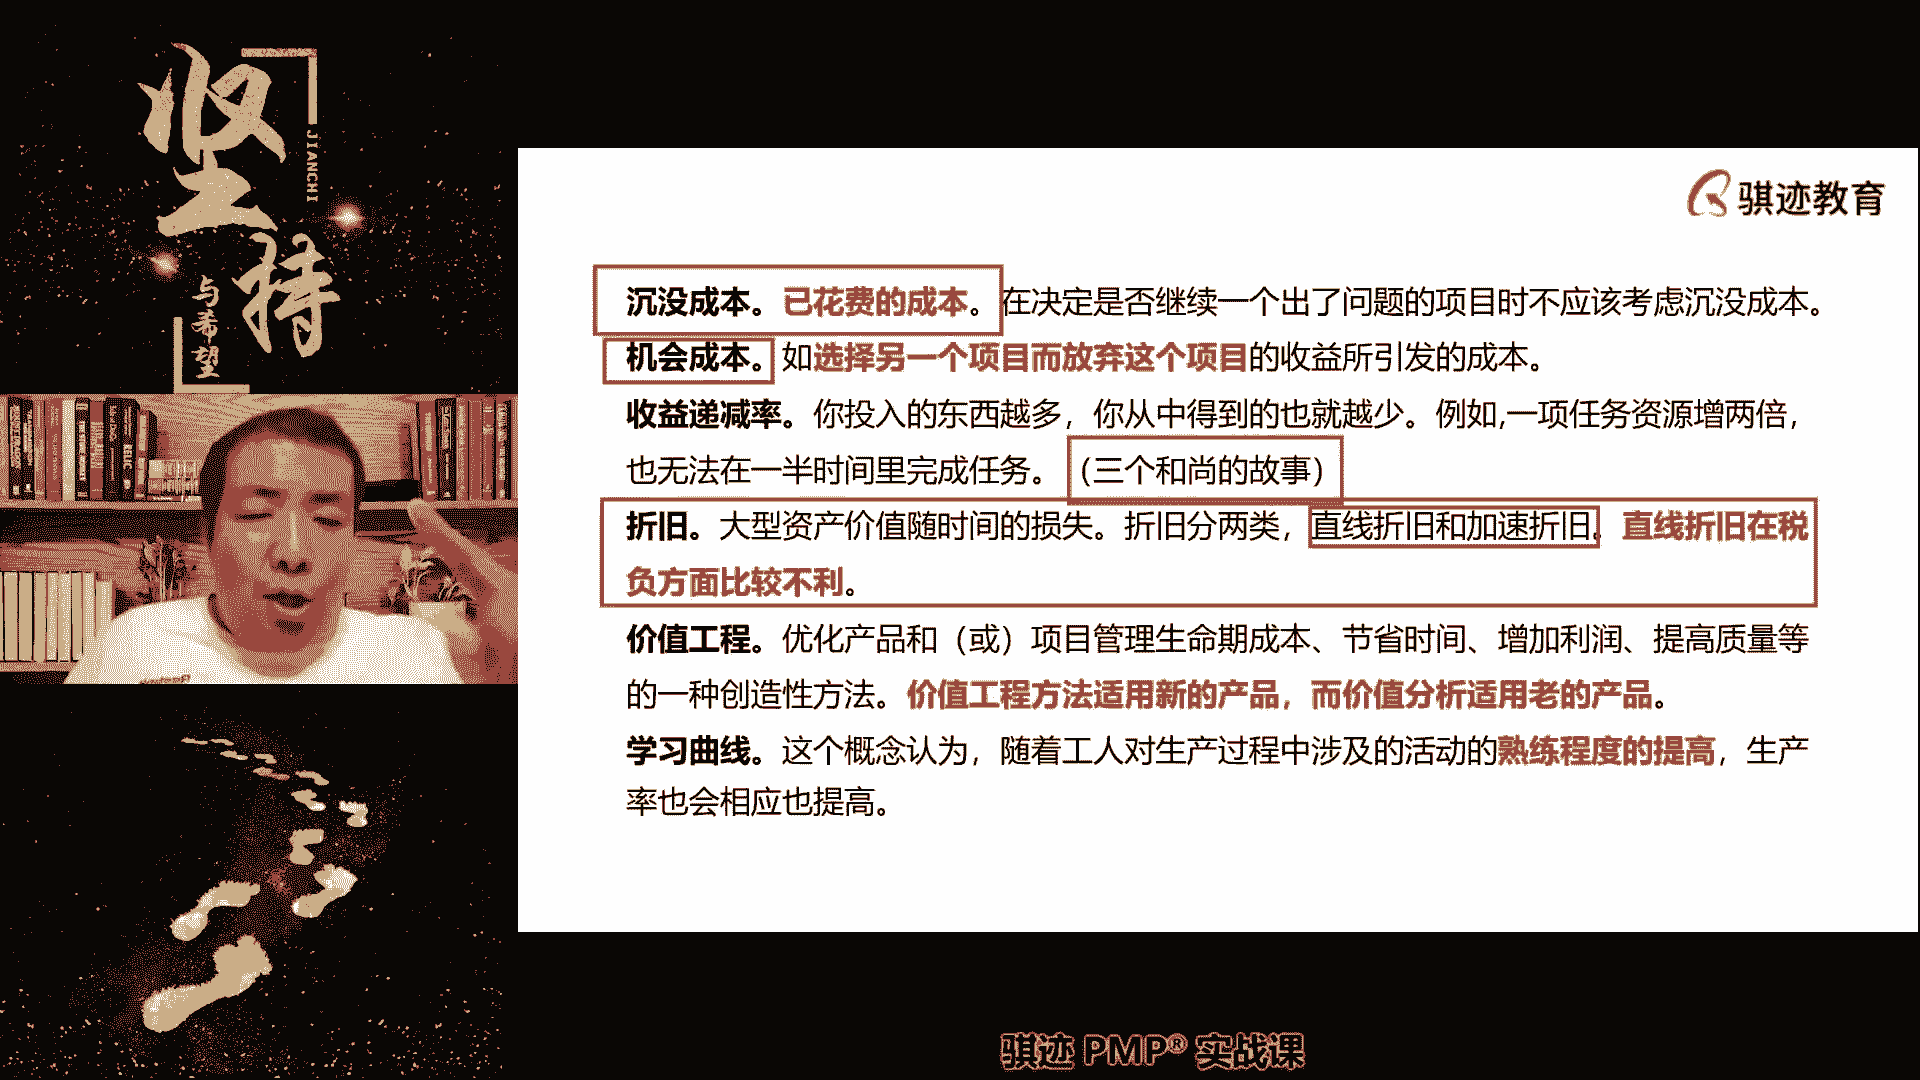 坚持
JIANCHI
与希望
骐迹教育
沉没成本。已花费的成本。在决定是否继续一个出了问题的项目时不应该考虑沉没成本。
机会成本。如选择另一个项目而放弃这个项目的收益所引发的成本。
收益递减率。你投入的东西越多，你从中得到的也就越少。例如,一项任务资源增两倍，
也无法在一半时间里完成任务。（三个和尚的故事）
折旧。大型资产价值随时间的损失。折旧分两类，直线折旧和加速折旧。直线折旧在税
负方面比较不利。
价值工程。优化产品和（或）项目管理生命期成本、节省时间、增加利润、提高质量等
的一种创造性方法。价值工程方法适用新的产品，而价值分析适用老的产品。
学习曲线。这个概念认为，随着工人对生产过程中涉及的活动的熟练程度的提高，生产
率也会相应也提高。
骐迹 PMP® 实战课